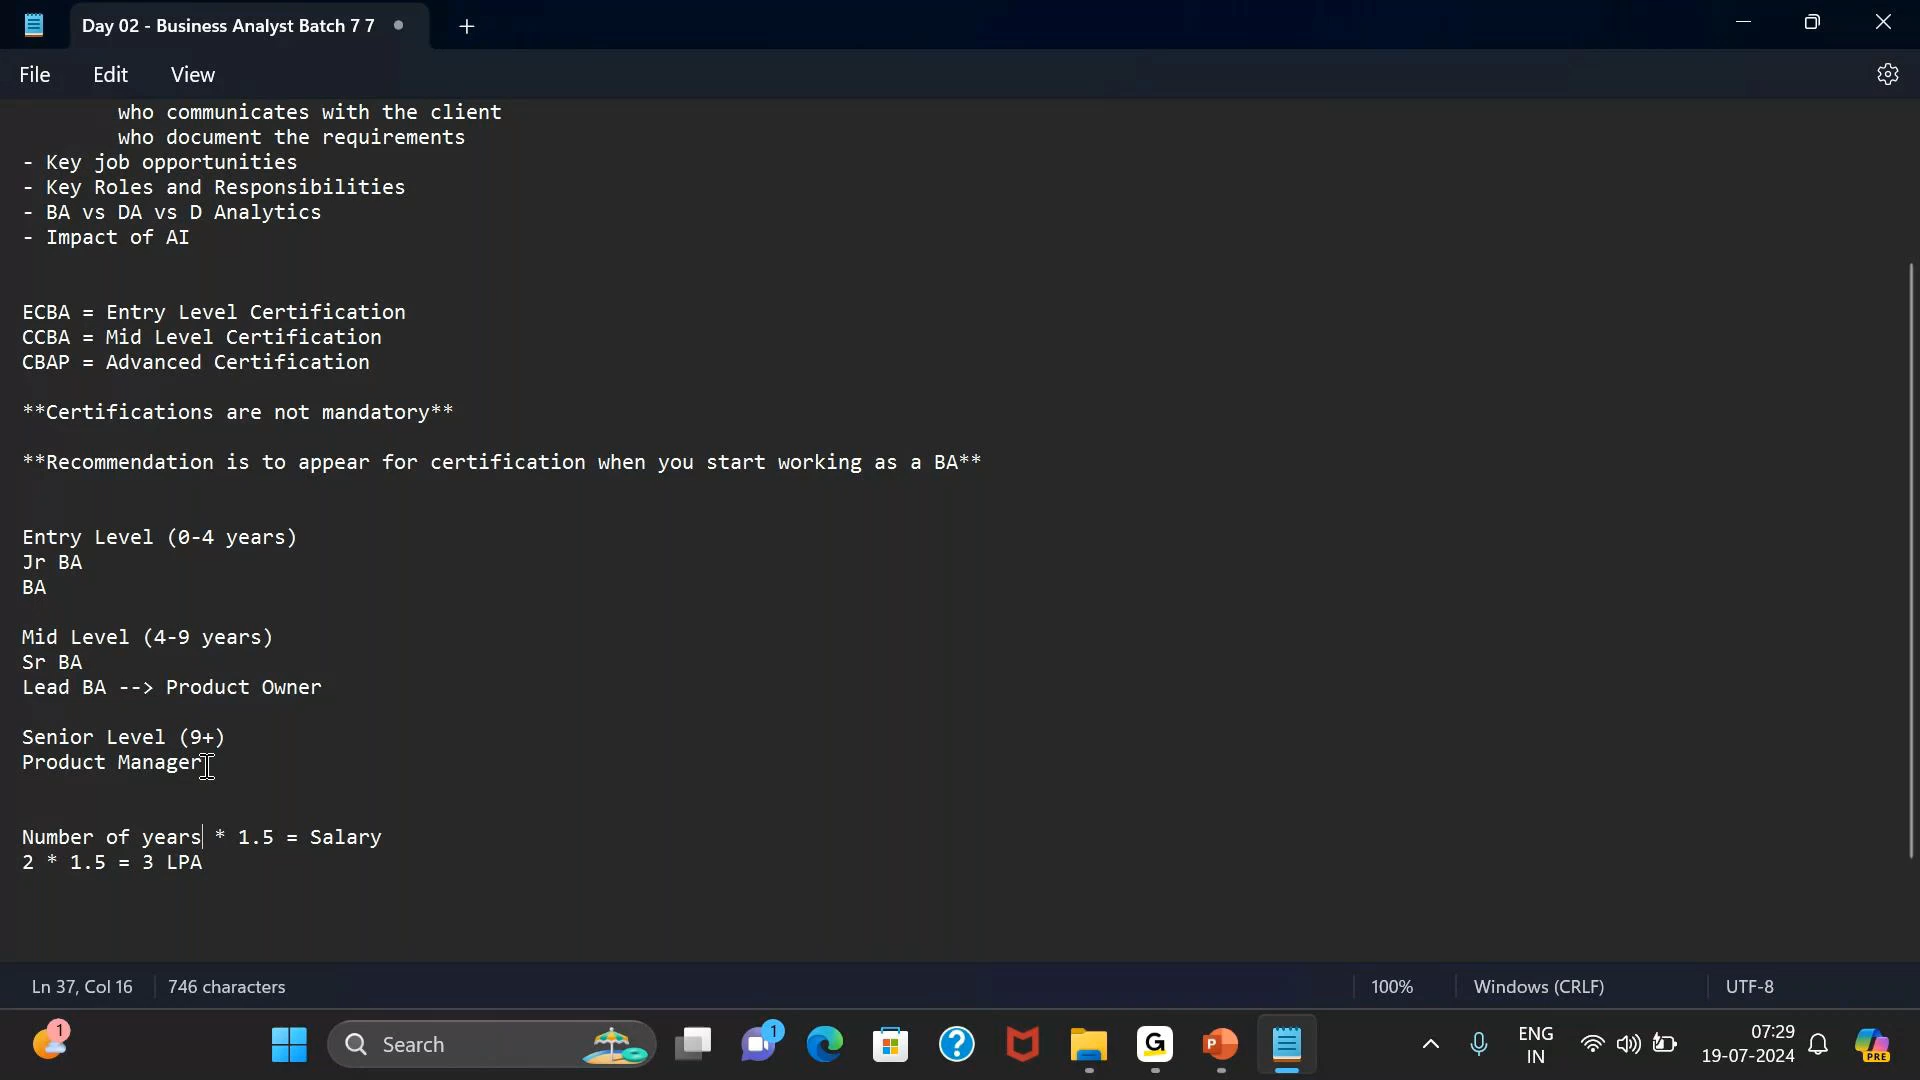 Day 02 - Business Analyst Batch 7 7
File Edit View
who communicates with the client
who document the requirements
- Key job opportunities
- Key Roles and Responsibilities
- BA vs DA vs D Analytics
- Impact of AI
ECBA = Entry Level Certification
CCBA = Mid Level Certification
CBAP = Advanced Certification
**Certifications are not mandatory**
**Recommendation is to appear for certification when you start working as a BA**
Entry Level (0-4 years)
Jr BA
BA
Mid Level (4-9 years)
Sr BA
Lead BA --> Product Owner
Senior Level (9+)
Product Manager
Number of years * 1.5 = Salary
2 * 1.5 = 3 LPA
Ln 37, Col 16 746 characters 100% Windows (CRLF) UTF-8
1 Search 1 G P ENG 07:29
IN 19-07-2024 PRE